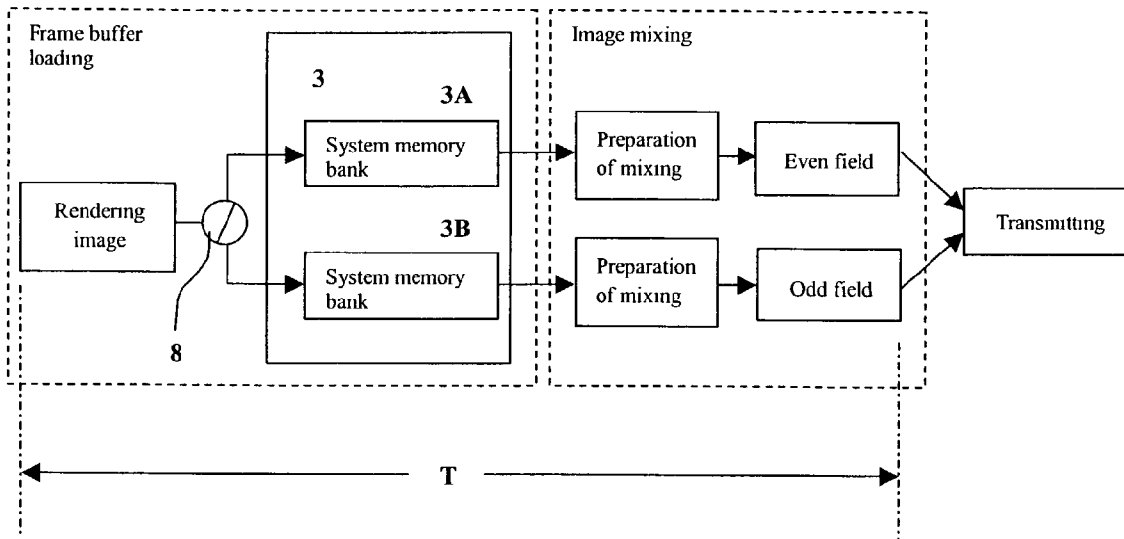 Frame buffer
loading
Image mixing
3
3A
System memory
bank
Preparation
of mixing
Even field
Rendering
image
Transmitting
3B
System memory
bank
Preparation
of mixing
Odd field
8
T